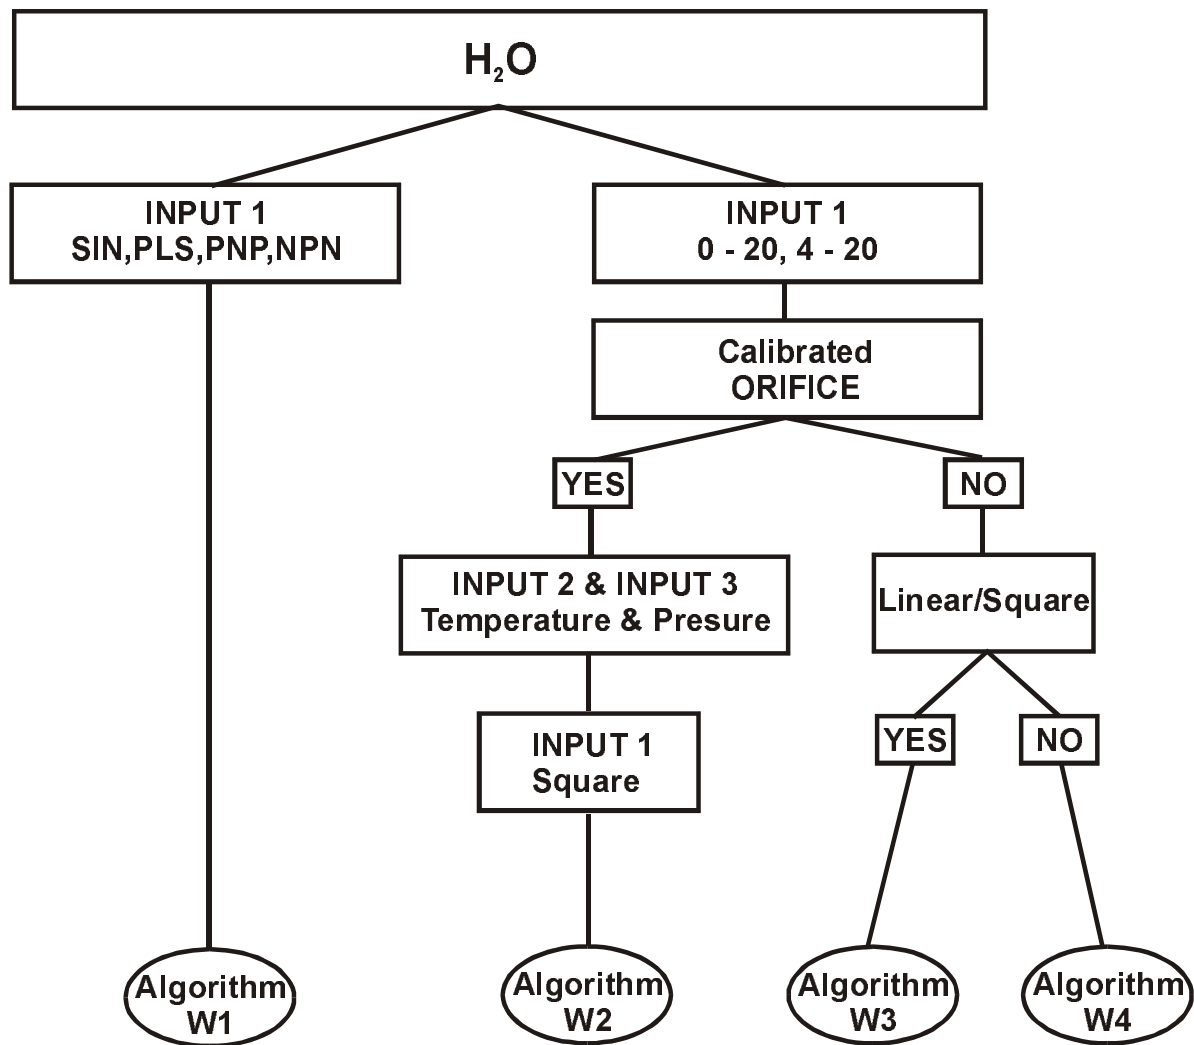 H₂O
INPUT 1
SIN,PLS,PNP,NPN
INPUT 1
0 - 20, 4 - 20
Calibrated
ORIFICE
YES
NO
INPUT 2 & INPUT 3
Temperature & Presure
Linear/Square
INPUT 1
Square
YES
NO
Algorithm
W1
Algorithm
W2
Algorithm
W3
Algorithm
W4